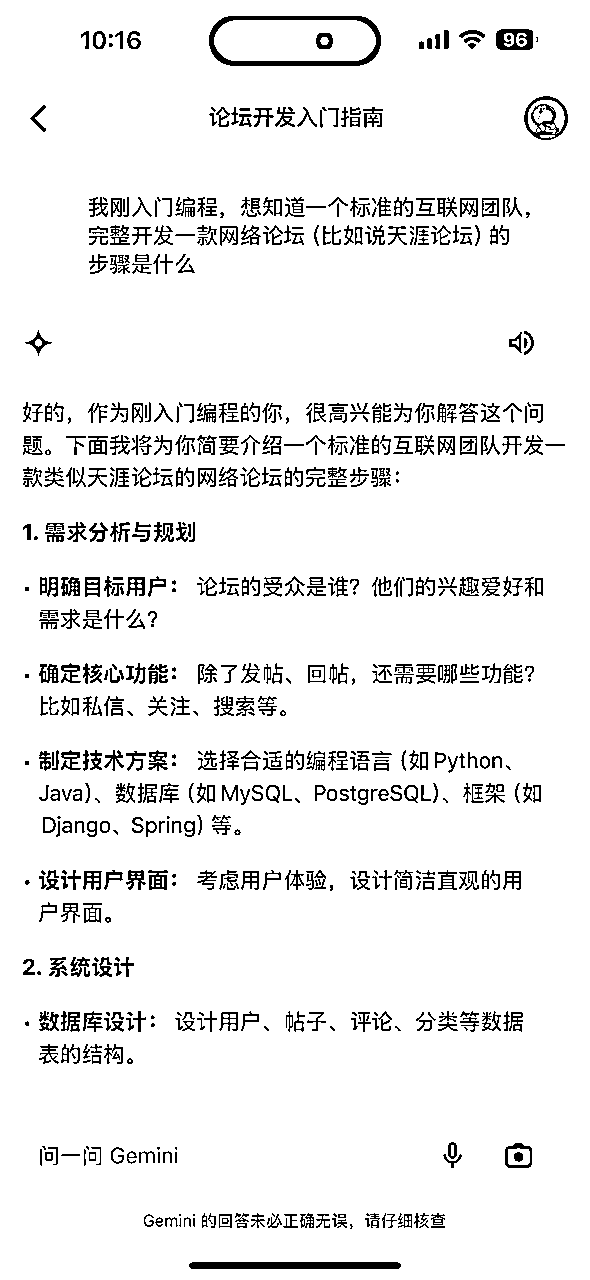 10:16
96
论坛开发入门指南
我刚入门编程，想知道一个标准的互联网团队，
完整开发一款网络论坛（比如说天涯论坛）的
步骤是什么
好的，作为刚入门编程的你，很高兴能为你解答这个问
题。下面我将为你简要介绍一个标准的互联网团队开发一
款类似天涯论坛的网络论坛的完整步骤：
1. 需求分析与规划
· 明确目标用户： 论坛的受众是谁？他们的兴趣爱好和
需求是什么？
· 确定核心功能： 除了发帖、回帖，还需要哪些功能？
比如私信、关注、搜索等。
· 制定技术方案： 选择合适的编程语言（如 Python、
Java）、数据库（如 MySQL、PostgreSQL）、框架（如
Django、Spring）等。
· 设计用户界面： 考虑用户体验，设计简洁直观的用
户界面。
2. 系统设计
· 数据库设计： 设计用户、帖子、评论、分类等数据
表的结构。
问一问 Gemini
Gemini 的回答未必正确无误，请仔细核查